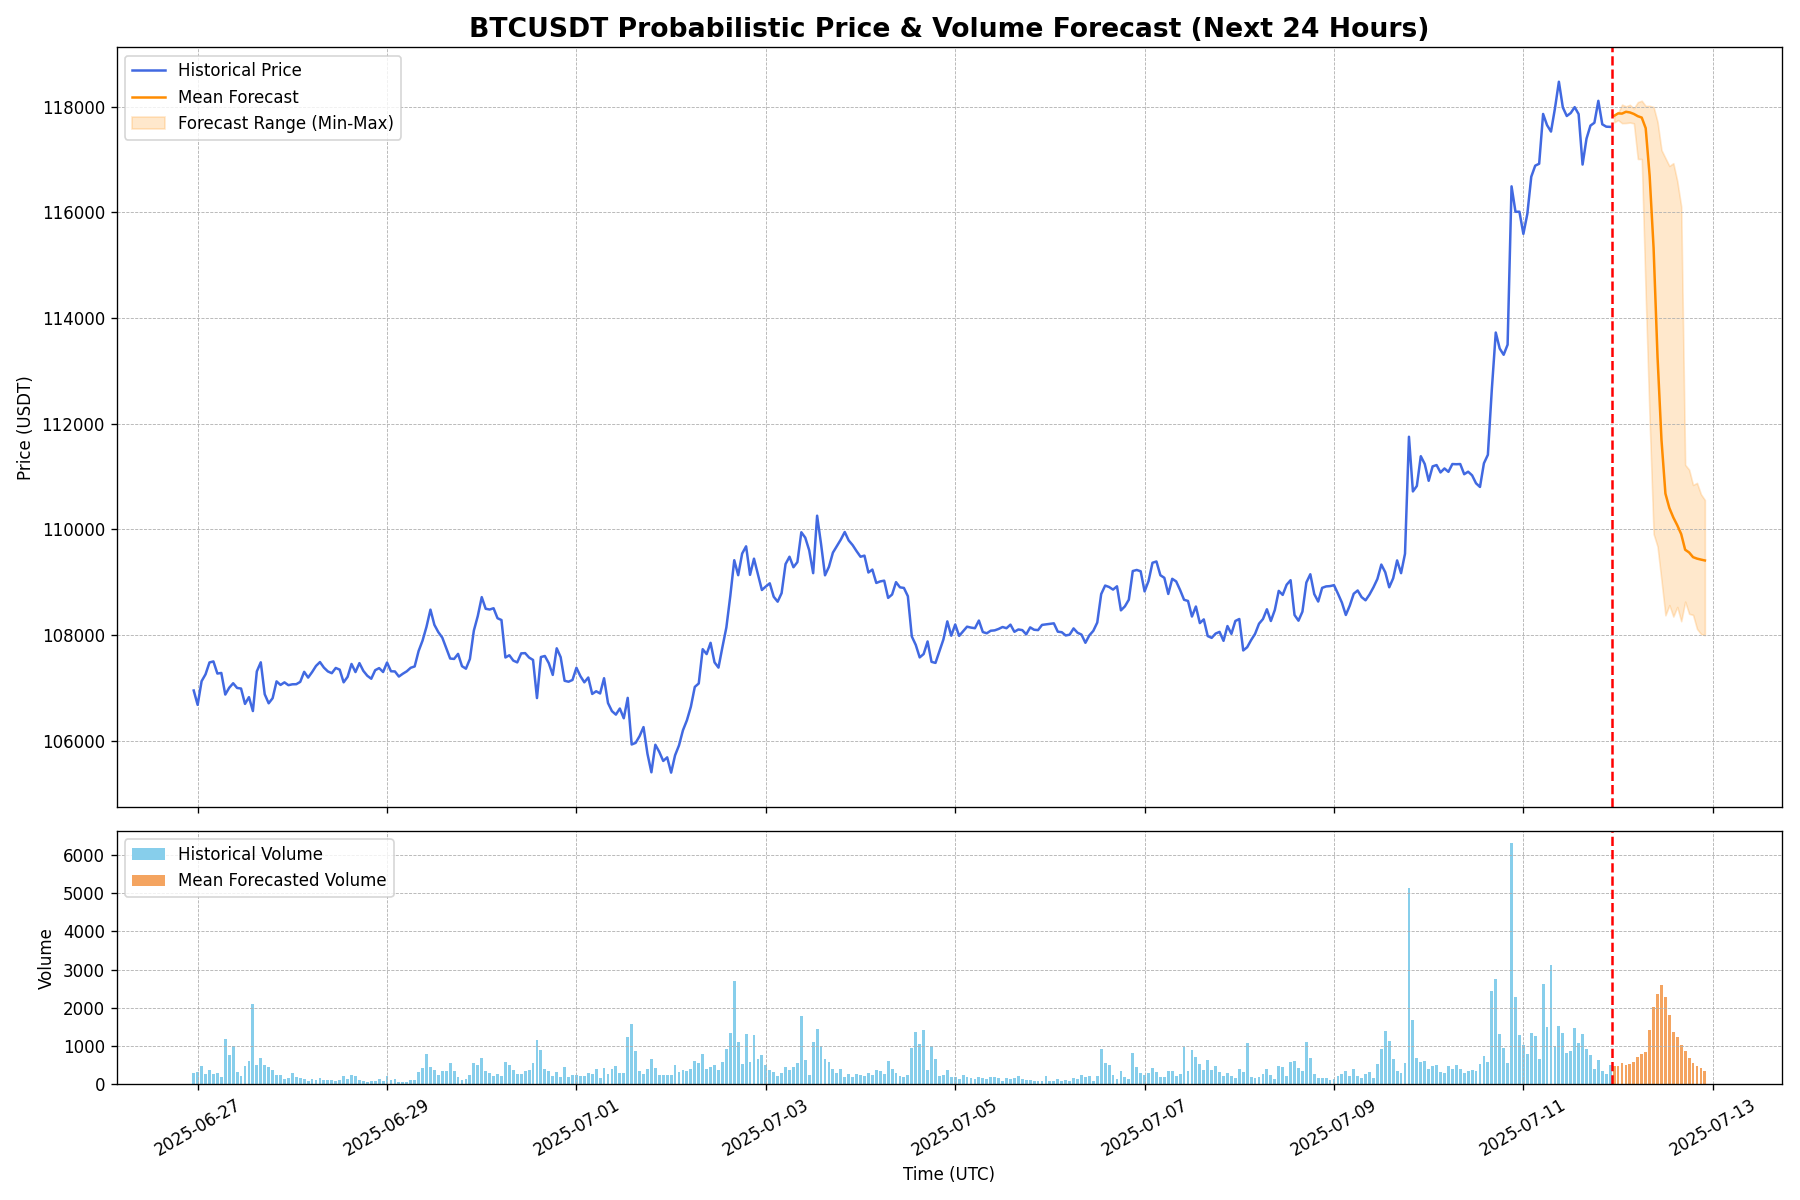 BTCUSDT Probabilistic Price & Volume Forecast (Next 24 Hours)
Historical Price
Mean Forecast
Forecast Range (Min-Max)
118000
116000
114000
112000
110000
108000
106000
Price (USDT)
Historical Volume
Mean Forecasted Volume
6000
5000
4000
3000
2000
1000
0
Volume
2025-06-27
2025-06-29
2025-07-01
2025-07-03
2025-07-05
2025-07-07
2025-07-09
2025-07-11
2025-07-13
Time (UTC)